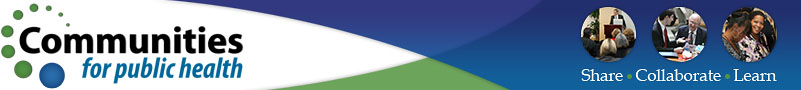 Communities
for public health
Share • Collaborate • Learn